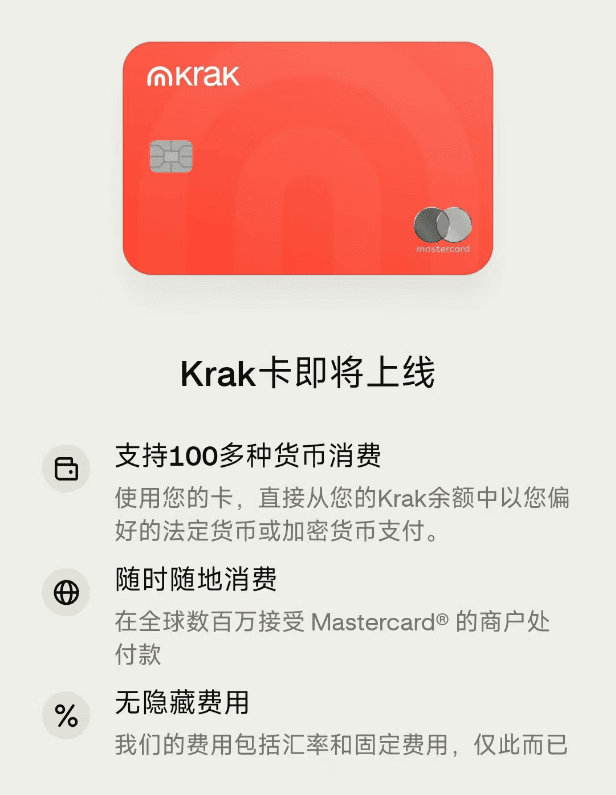 krak
mastercard
Krak卡即将上线
支持100多种货币消费
使用您的卡，直接从您的Krak余额中以您偏
好的法定货币或加密货币支付。
随时随地消费
在全球数百万接受 Mastercard® 的商户处
付款
无隐藏费用
我们的费用包括汇率和固定费用，仅此而已